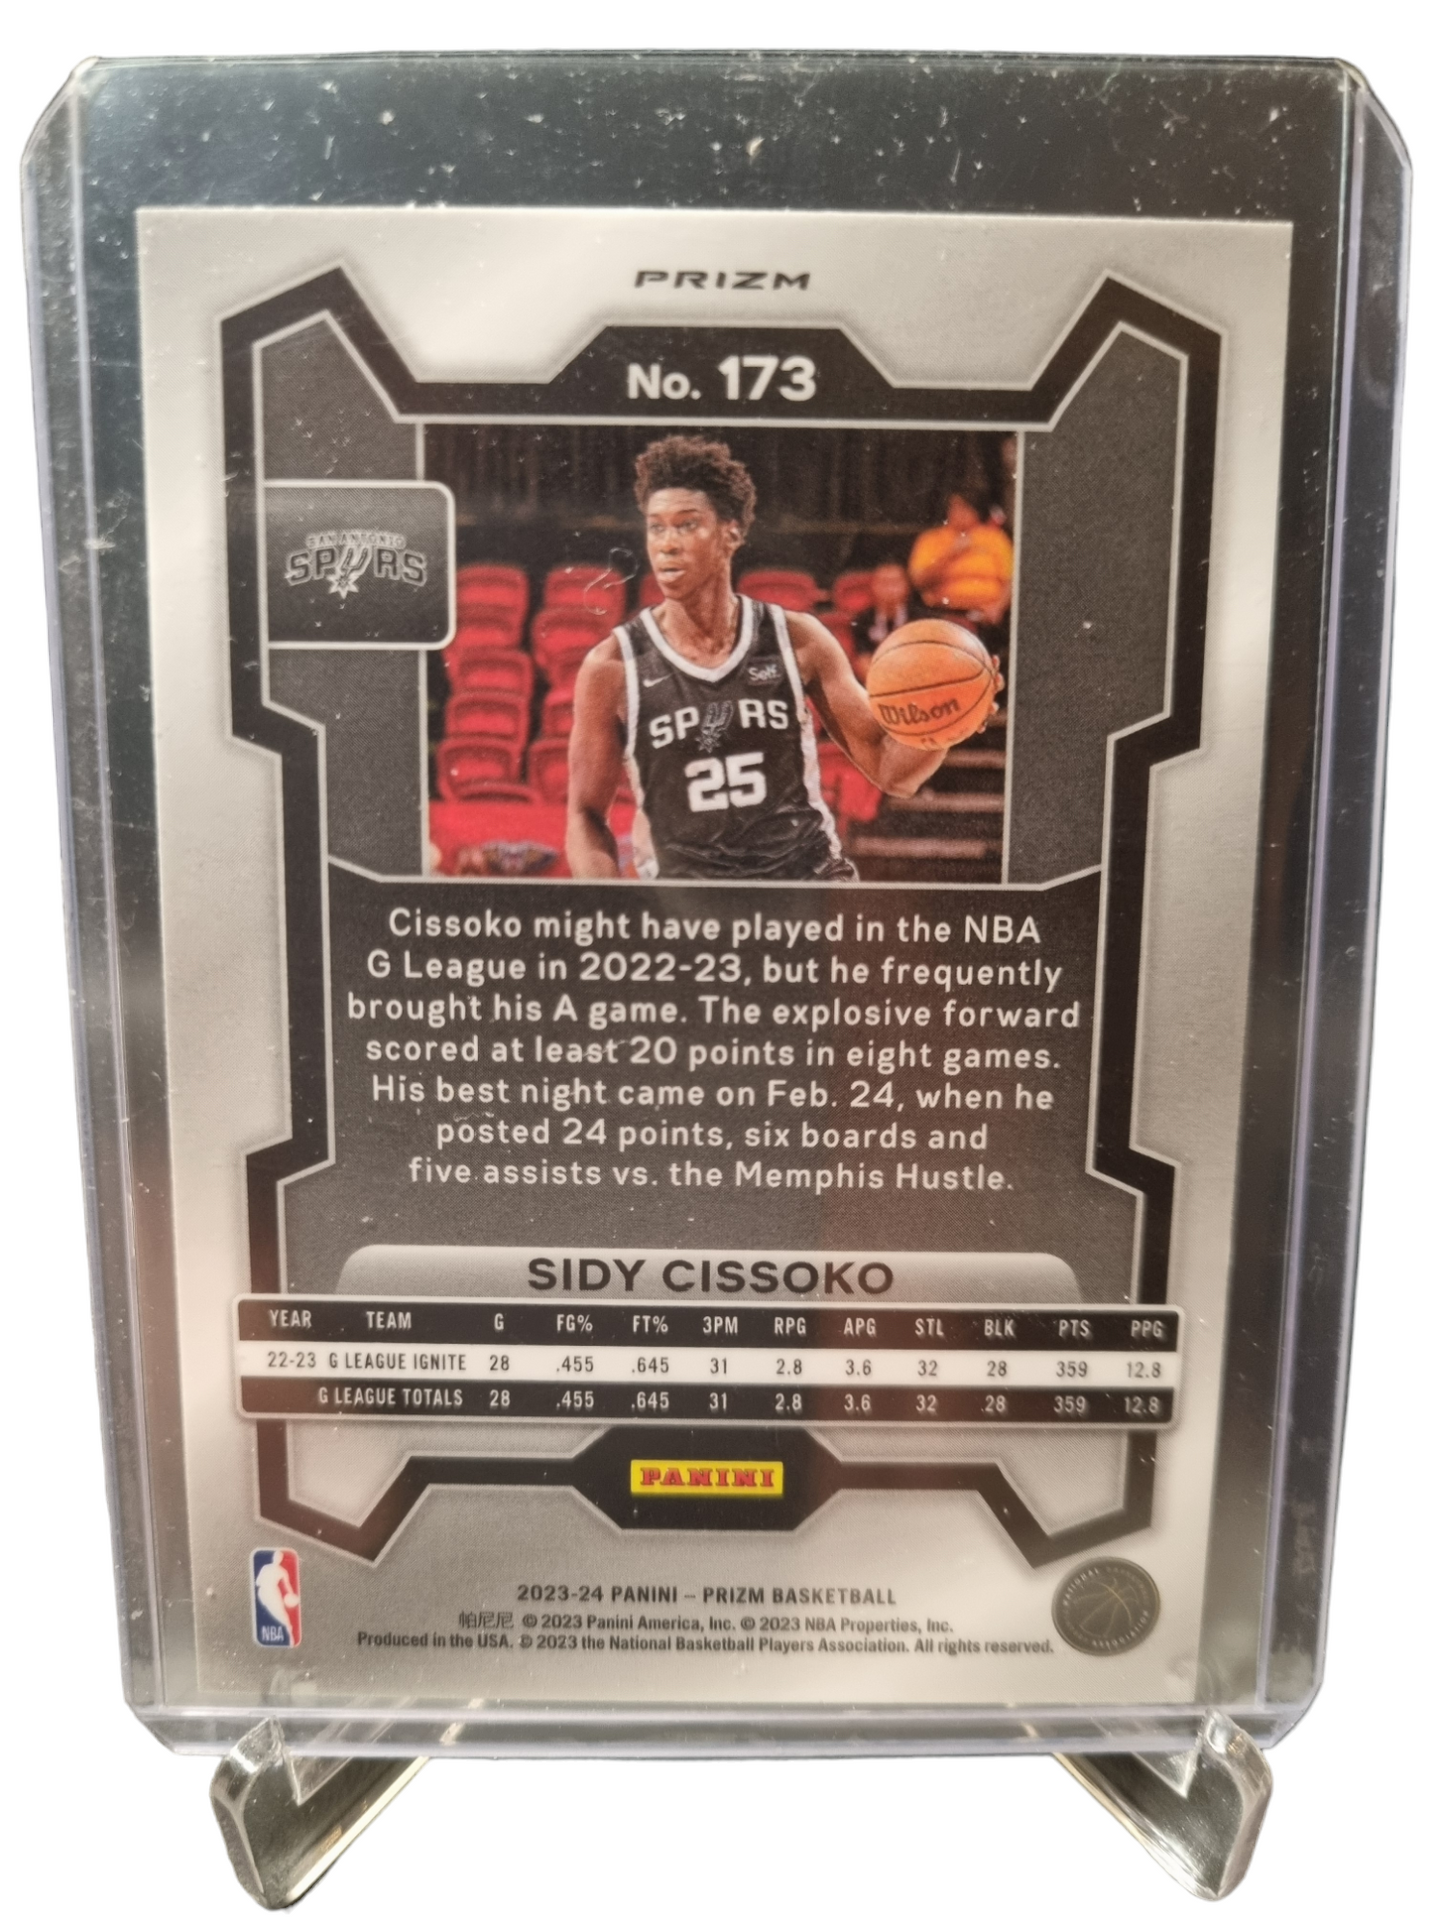 PRIZM
No. 173
SAN ANTONIO
SPURS
Self
SPURS
25
Wilson
Cissoko might have played in the NBA
G League in 2022-23, but he frequently
brought his A game. The explosive forward
scored at least 20 points in eight games.
His best night came on Feb. 24, when he
posted 24 points, six boards and
five assists vs. the Memphis Hustle.
SIDY CISSOKO
YEAR TEAM G FG% FT% 3PM RPG APG STL BLK PTS PPG
22-23 G LEAGUE IGNITE 28 .455 .645 31 2.8 3.6 32 28 359 12.8
G LEAGUE TOTALS 28 .455 .645 31 2.8 3.6 32 28 359 12.8
PANINI
NBA
2023-24 PANINI – PRIZM BASKETBALL
帕尼尼 © 2023 Panini America, Inc. © 2023 NBA Properties, Inc.
Produced in the USA. © 2023 the National Basketball Players Association. All rights reserved.